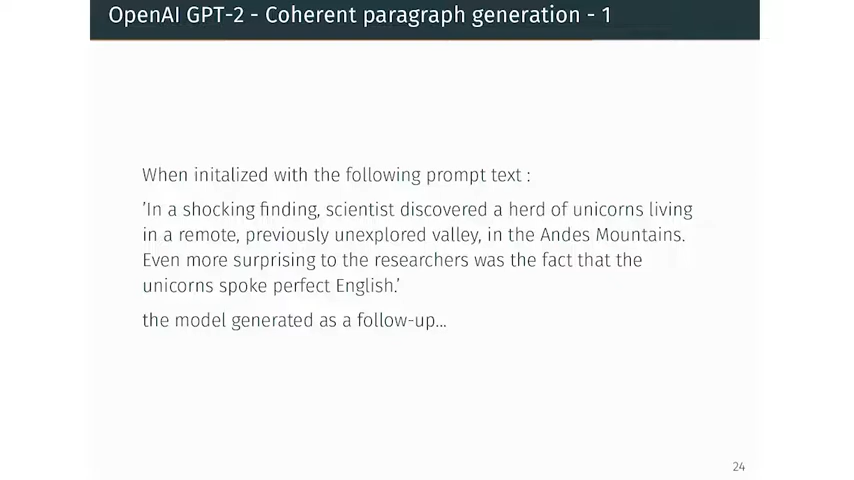 OpenAI GPT-2 - Coherent paragraph generation - 1
When initalized with the following prompt text :
'In a shocking finding, scientist discovered a herd of unicorns living
in a remote, previously unexplored valley, in the Andes Mountains.
Even more surprising to the researchers was the fact that the
unicorns spoke perfect English.'
the model generated as a follow-up...
24